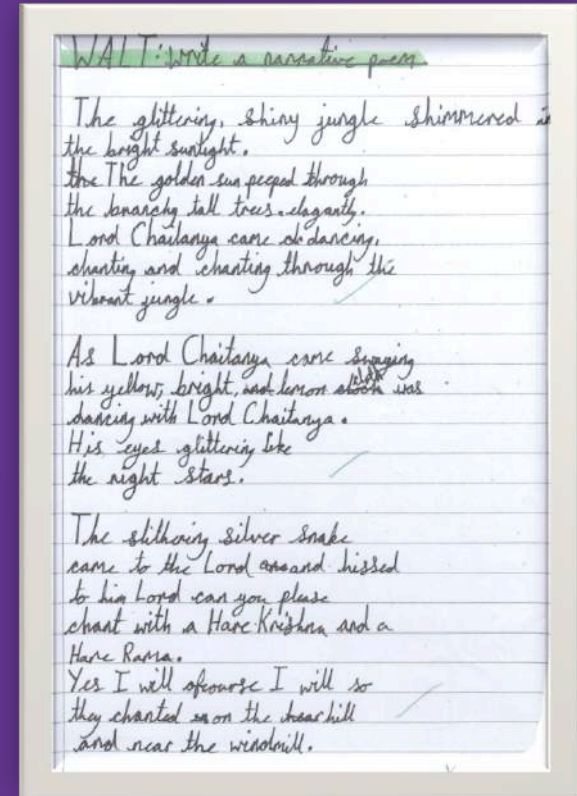 WALT: write a narrative poem.
The glittering, shiny jungle shimmered in
the bright suntight.
the The golden sun peeped through
the branchy tall trees. elagantly.
Lord Chaitanya came dancing,
chanting and chanting through the
vibrant jungle.
As Lord Chaitanya came swaying
his yellow, bright, and lemon cloth was
dancing with Lord Chaitanya.
His eyes glittering like
the night stars.
The slithering silver snake
came to the Lord and hissed
to him Lord can you please
chant with a Hare Krishna and a
Hare Rama.
Yes I will ofcourse I will so
they chanted on the hill
and near the windmill.